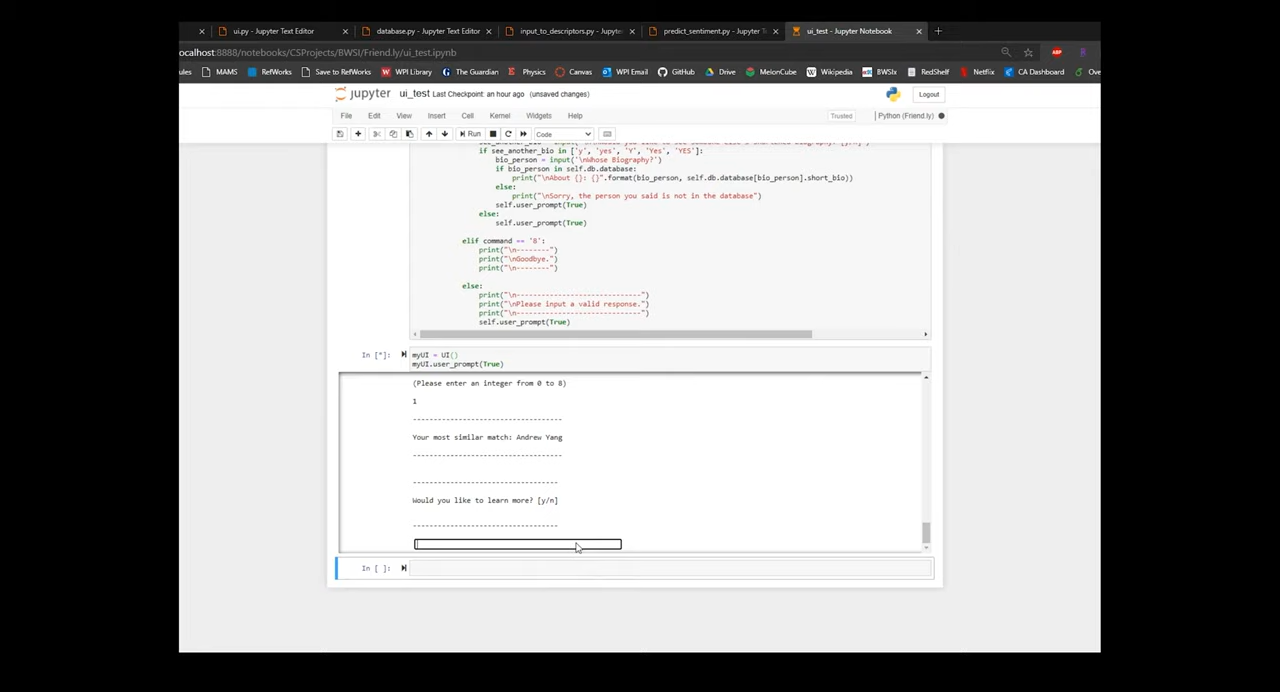 ui.py - Jupyter Text Editor × database.py - Jupyter Text Editor × input_to_descriptors.py - Jupyter × predict_sentiment.py - Jupyter T × ui_test - Jupyter Notebook × +
ocalhost:8888/notebooks/CSProjects/BWSI/Friend.ly/ui_test.ipynb
ules MAMS RefWorks Save to RefWorks WPI Library The Guardian Physics Canvas WPI Email GitHub Drive MelonCube Wikipedia BWSIx RedShelf Netflix CA Dashboard Ove
jupyter ui_test Last Checkpoint: an hour ago (unsaved changes) Logout
File Edit View Insert Cell Kernel Widgets Help Trusted Python (Friend.ly)
Run Code
if see_another_bio in ['y', 'yes', 'Y', 'Yes', 'YES']:
bio_person = input('\nWhose Biography?')
if bio_person in self.db.database:
print("\nAbout {}: {}".format(bio_person, self.db.database[bio_person].short_bio))
else:
print("\nSorry, the person you said is not in the database")
self.user_prompt(True)
else:
self.user_prompt(True)
elif command == '8':
print("\n--------")
print("\nGoodbye.")
print("\n--------")
else:
print("\n-----------------------------")
print("\nPlease input a valid response.")
print("\n-----------------------------")
self.user_prompt(True)
In [*]: myUI = UI()
myUI.user_prompt(True)
(Please enter an integer from 0 to 8)
1
-----------------------------------
Your most similar match: Andrew Yang
-----------------------------------
----------------------------------
Would you like to learn more? [y/n]
----------------------------------
In [ ]: